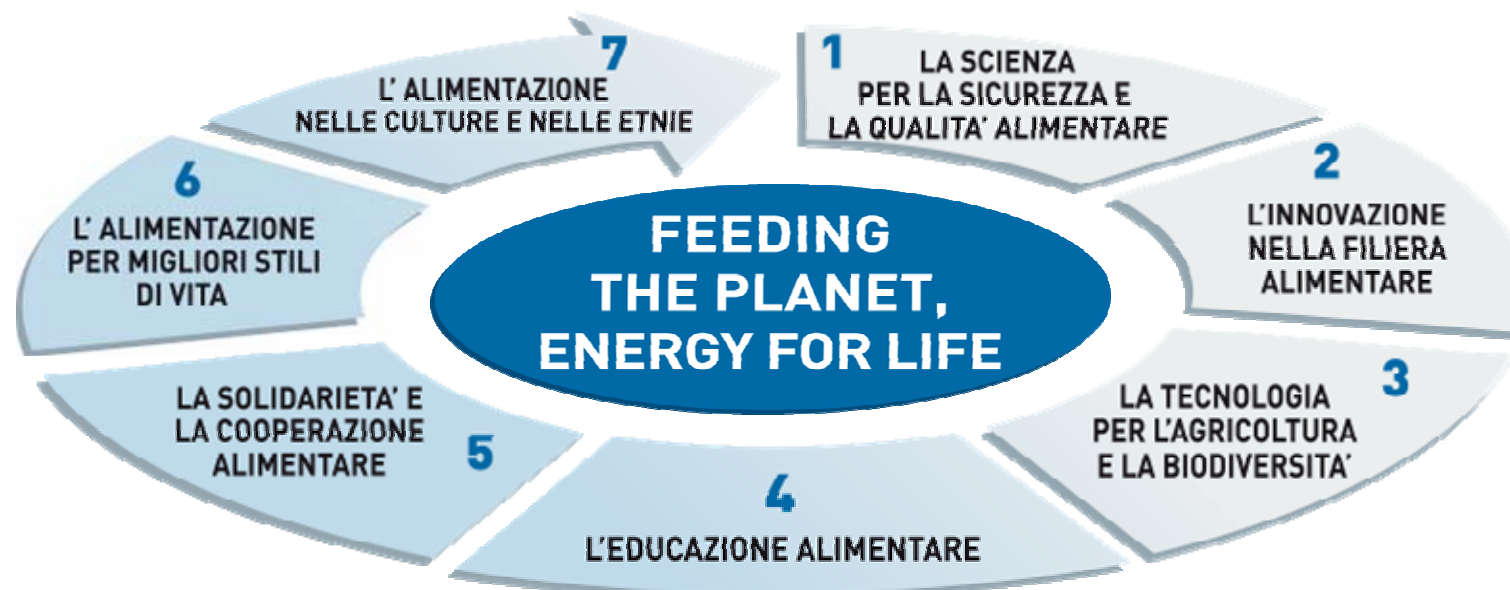 1
LA SCIENZA
PER LA SICUREZZA E
LA QUALITA' ALIMENTARE
2
L'INNOVAZIONE
NELLA FILIERA
ALIMENTARE
3
LA TECNOLOGIA
PER L'AGRICOLTURA
E LA BIODIVERSITA'
4
L'EDUCAZIONE ALIMENTARE
5
LA SOLIDARIETA' E
LA COOPERAZIONE
ALIMENTARE
6
L' ALIMENTAZIONE
PER MIGLIORI STILI
DI VITA
7
L' ALIMENTAZIONE
NELLE CULTURE E NELLE ETNIE
FEEDING
THE PLANET,
ENERGY FOR LIFE